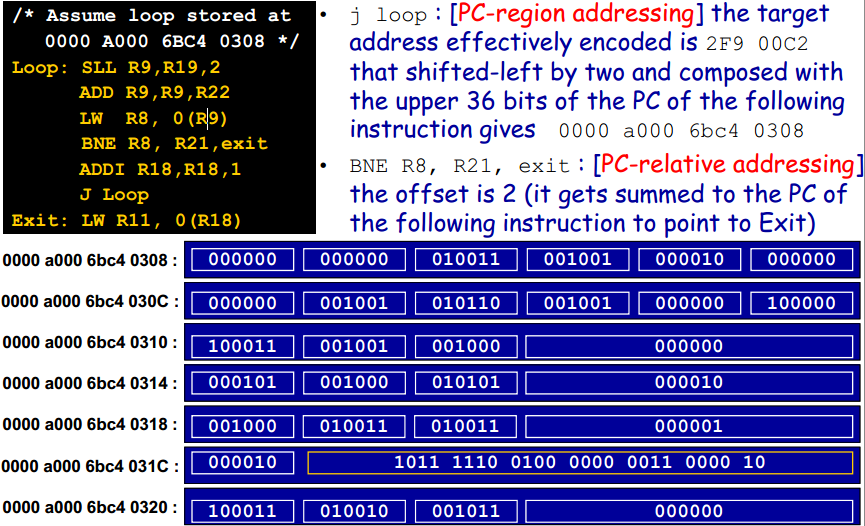 /* Assume loop stored at
0000 A000 6BC4 0308 */
Loop: SLL R9,R19,2
ADD R9,R9,R22
LW R8, 0(R9)
BNE R8, R21,exit
ADDI R18,R18,1
J Loop
Exit: LW R11, 0(R18)
• j loop : [PC-region addressing] the target
address effectively encoded is 2F9 00C2
that shifted-left by two and composed with
the upper 36 bits of the PC of the following
instruction gives 0000 a000 6bc4 0308
• BNE R8, R21, exit : [PC-relative addressing]
the offset is 2 (it gets summed to the PC of
the following instruction to point to Exit)
0000 a000 6bc4 0308 : 000000 000000 010011 001001 000010 000000
0000 a000 6bc4 030C : 000000 001001 010110 001001 000000 100000
0000 a000 6bc4 0310 : 100011 001001 001000 000000
0000 a000 6bc4 0314 : 000101 001000 010101 000010
0000 a000 6bc4 0318 : 001000 010011 010011 000001
0000 a000 6bc4 031C : 000010 1011 1110 0100 0000 0011 0000 10
0000 a000 6bc4 0320 : 100011 010010 001011 000000